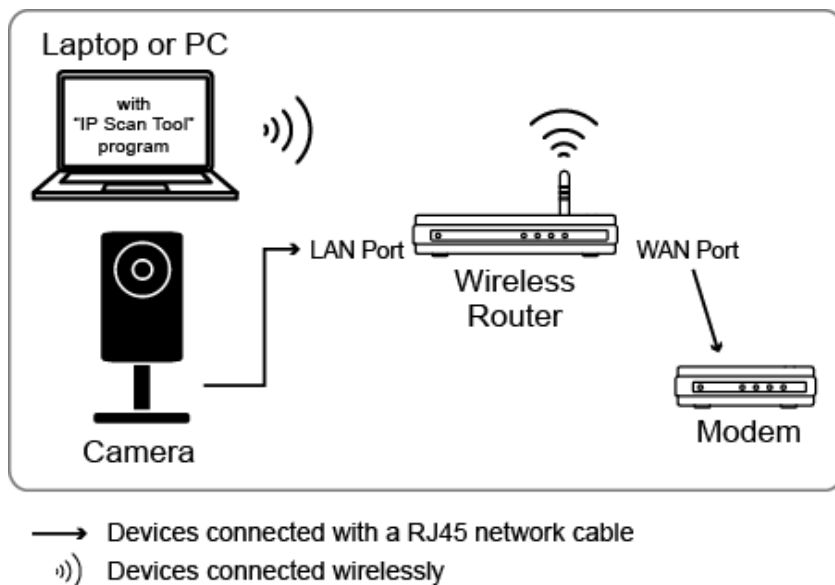 Laptop or PC
with
"IP Scan Tool"
program
LAN Port
WAN Port
Wireless
Router
Camera
Modem
Devices connected with a RJ45 network cable
Devices connected wirelessly